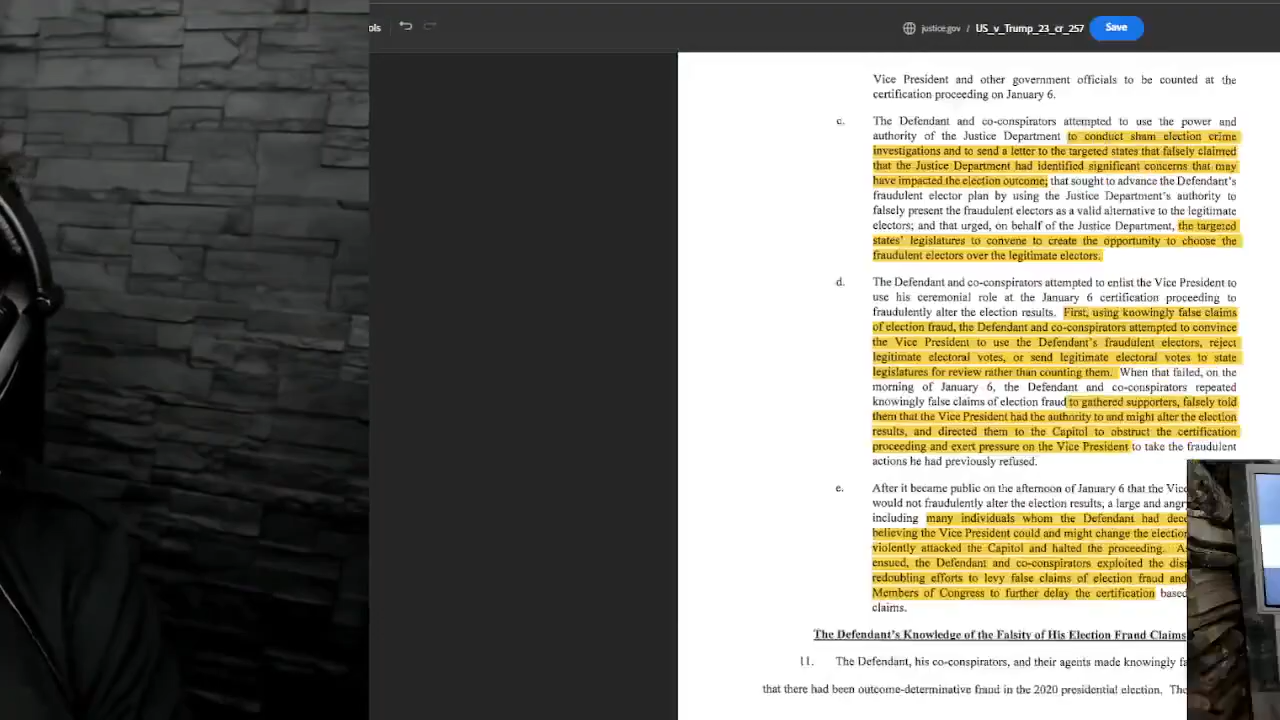 ols
justice.gov / US_v_Trump_23_cr_257 Save
Vice President and other government officials to be counted at the
certification proceeding on January 6.
c. The Defendant and co-conspirators attempted to use the power and
authority of the Justice Department to conduct sham election crime
investigations and to send a letter to the targeted states that falsely claimed
that the Justice Department had identified significant concerns that may
have impacted the election outcome; that sought to advance the Defendant's
fraudulent elector plan by using the Justice Department's authority to
falsely present the fraudulent electors as a valid alternative to the legitimate
electors; and that urged, on behalf of the Justice Department, the targeted
states' legislatures to convene to create the opportunity to choose the
fraudulent electors over the legitimate electors.
d. The Defendant and co-conspirators attempted to enlist the Vice President to
use his ceremonial role at the January 6 certification proceeding to
fraudulently alter the election results. First, using knowingly false claims
of election fraud, the Defendant and co-conspirators attempted to convince
the Vice President to use the Defendant's fraudulent electors, reject
legitimate electoral votes, or send legitimate electoral votes to state
legislatures for review rather than counting them. When that failed, on the
morning of January 6, the Defendant and co-conspirators repeated
knowingly false claims of election fraud to gathered supporters, falsely told
them that the Vice President had the authority to and might alter the election
results, and directed them to the Capitol to obstruct the certification
proceeding and exert pressure on the Vice President to take the fraudulent
actions he had previously refused.
e. After it became public on the afternoon of January 6 that the Vice
would not fraudulently alter the election results, a large and angry
including many individuals whom the Defendant had dece
believing the Vice President could and might change the election
violently attacked the Capitol and halted the proceeding. As
ensued, the Defendant and co-conspirators exploited the dis
redoubling efforts to levy false claims of election fraud and
Members of Congress to further delay the certification based
claims.
The Defendant's Knowledge of the Falsity of His Election Fraud Claims
11. The Defendant, his co-conspirators, and their agents made knowingly fa
that there had been outcome-determinative fraud in the 2020 presidential election. The